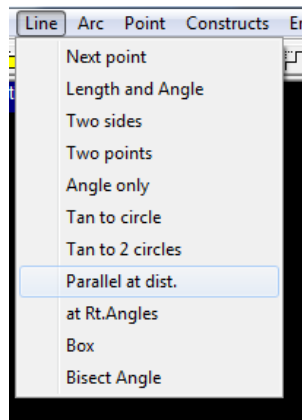 Line Arc Point Constructs
Next point
Length and Angle
Two sides
Two points
Angle only
Tan to circle
Tan to 2 circles
Parallel at dist.
at Rt.Angles
Box
Bisect Angle